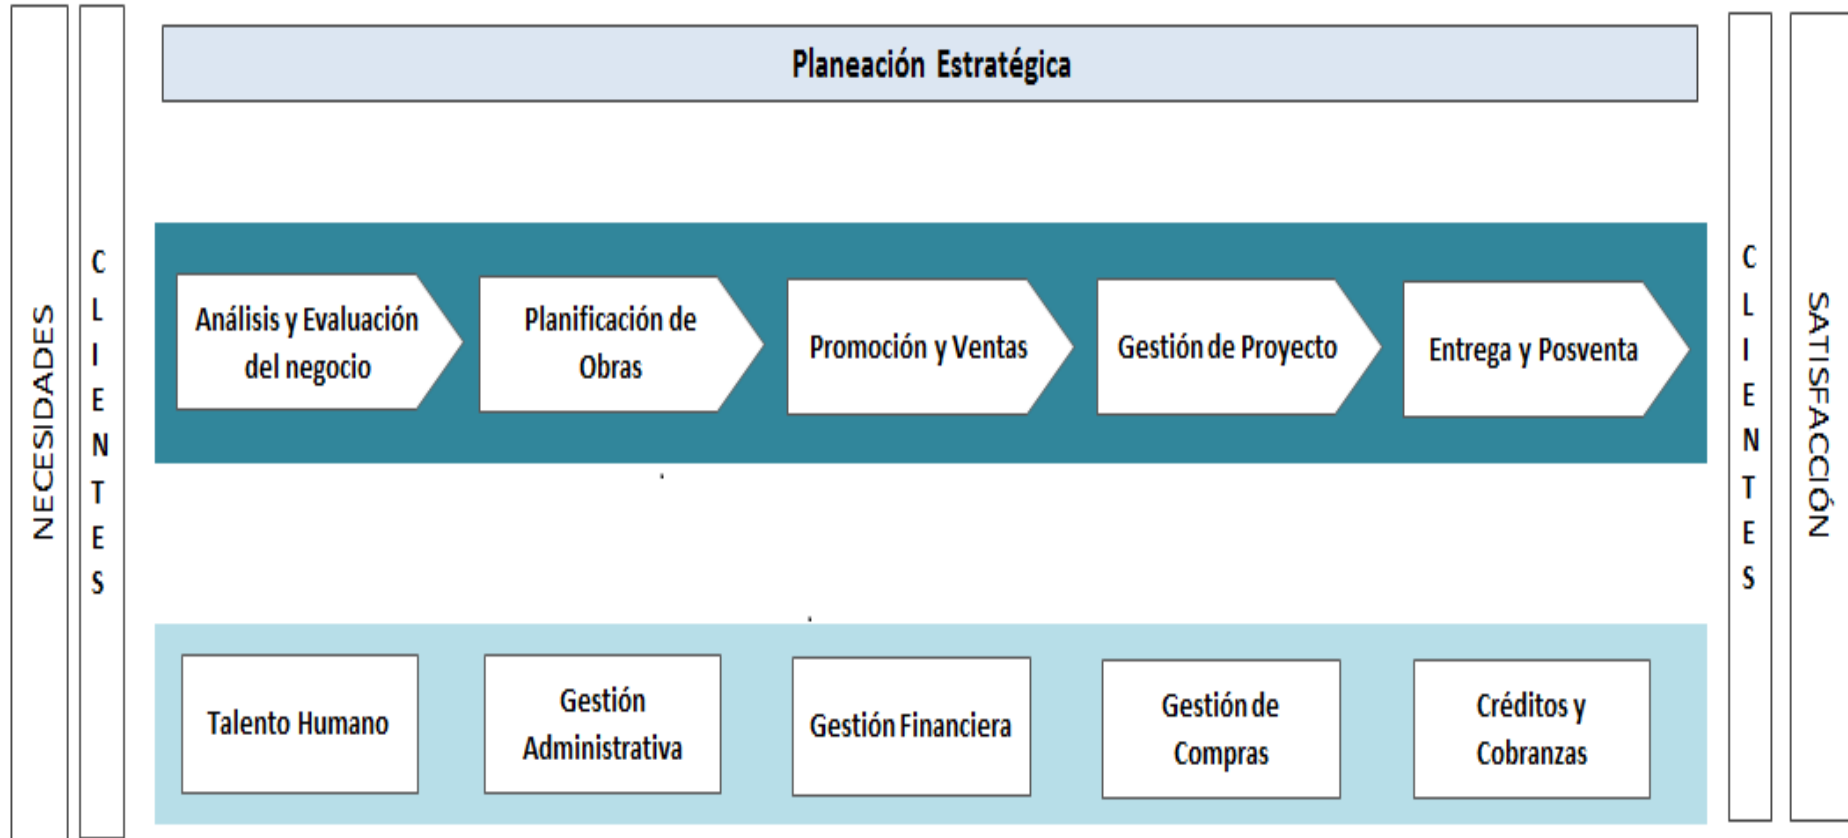 NECESIDADES
CLIENTES
Planeación Estratégica
Análisis y Evaluación
del negocio
Planificación de
Obras
Promoción y Ventas
Gestión de Proyecto
Entrega y Posventa
Talento Humano
Gestión
Administrativa
Gestión Financiera
Gestión de
Compras
Créditos y
Cobranzas
CLIENTES
SATISFACCIÓN